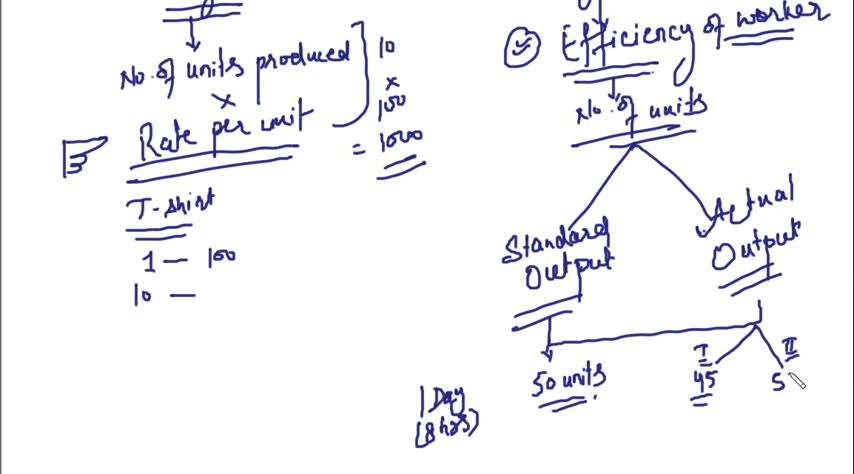 No. of units produced
x
Rate per unit
10
x
100
= 1000
T-shirt
1 — 100
10 —
Efficiency of worker
No. of units
Standard
Output
Actual
Output
50 units
I
45
II
5
1 Day
(8 hrs)